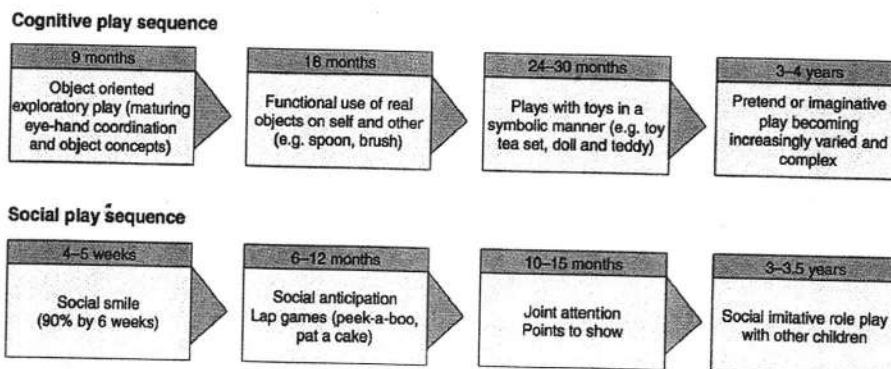 Cognitive play sequence
9 months
Object oriented
exploratory play (maturing
eye-hand coordination
and object concepts)
18 months
Functional use of real
objects on self and other
(e.g. spoon, brush)
24–30 months
Plays with toys in a
symbolic manner (e.g. toy
tea set, doll and teddy)
3–4 years
Pretend or imaginative
play becoming
increasingly varied and
complex
Social play sequence
4–5 weeks
Social smile
(90% by 6 weeks)
6–12 months
Social anticipation
Lap games (peek-a-boo,
pat a cake)
10–15 months
Joint attention
Points to show
3–3.5 years
Social imitative role play
with other children